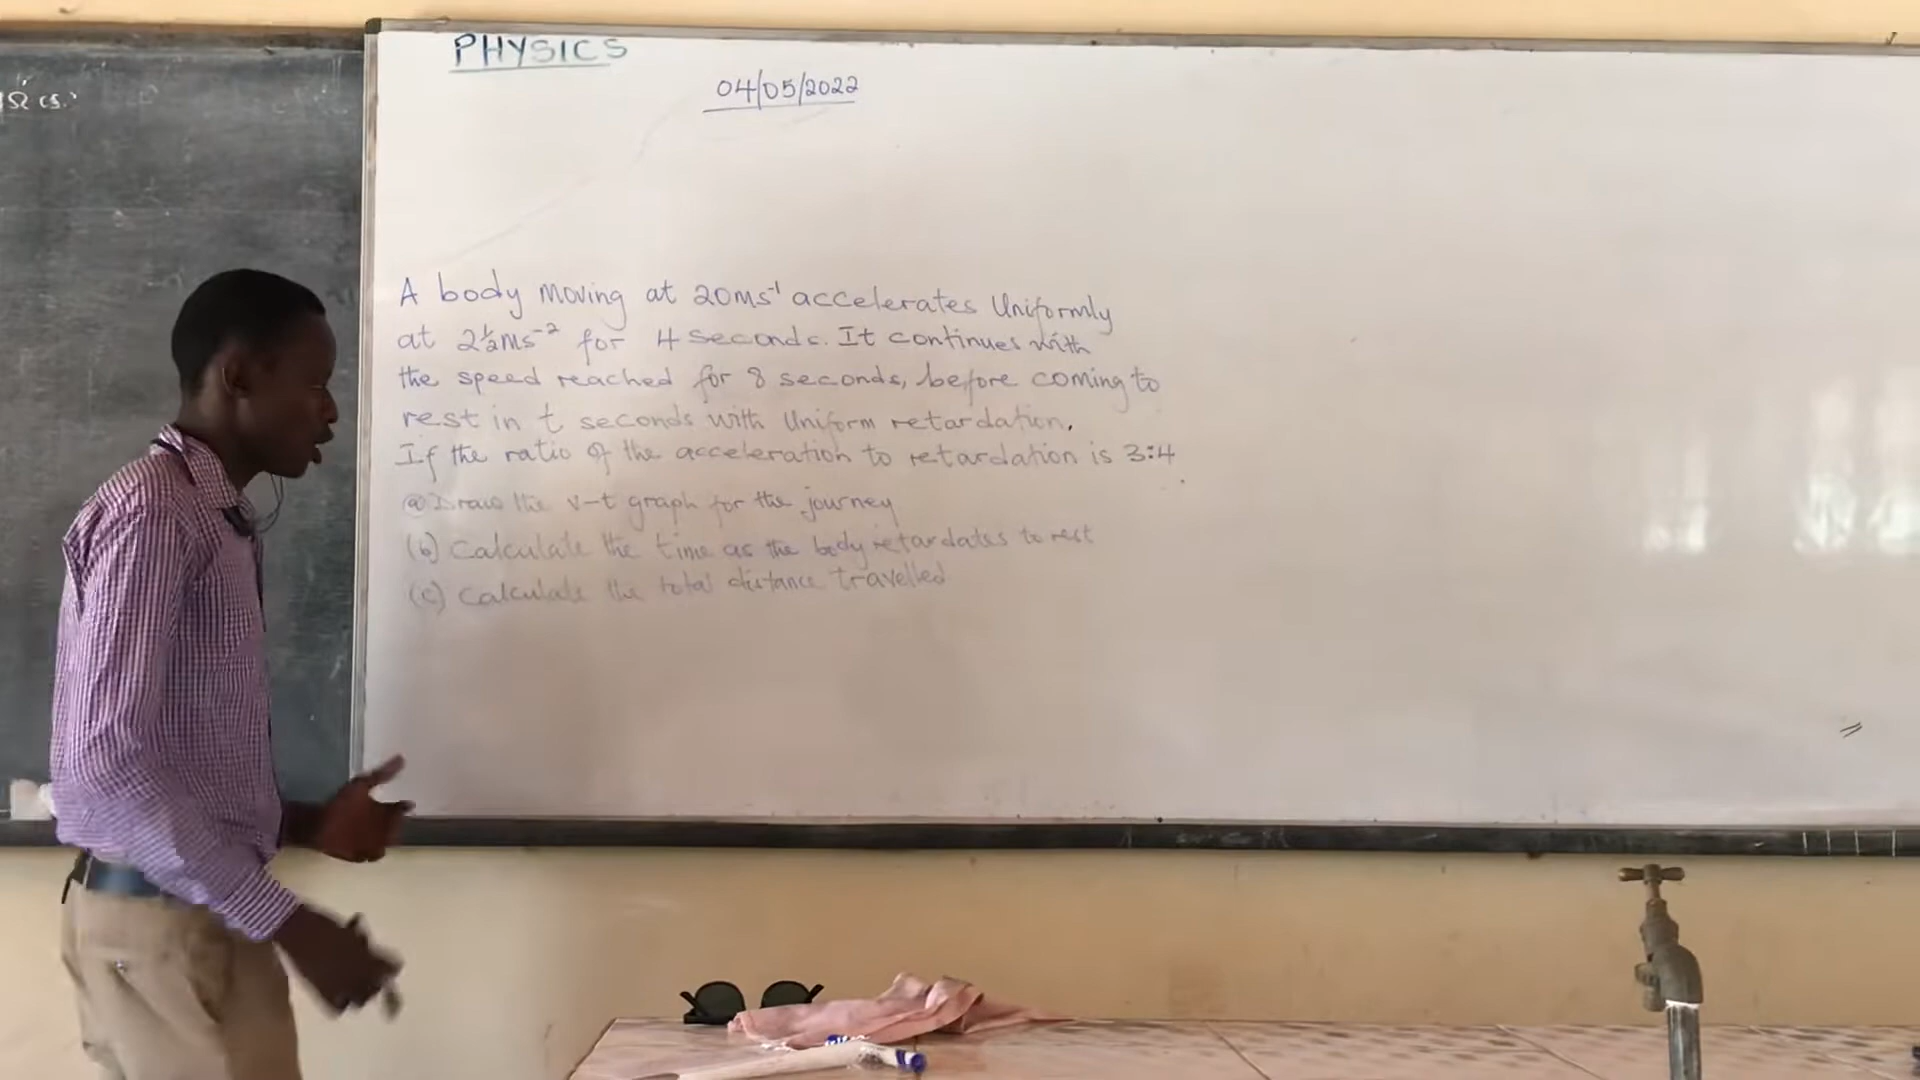 PHYSICS
04/05/2022
Ω cs.
A body moving at 20ms⁻¹ accelerates Uniformly
at 2½ms⁻² for 4 seconds. It continues with
the speed reached for 8 seconds, before coming to
rest in t seconds with Uniform retardation.
If the ratio of the acceleration to retardation is 3:4
(a) Draw the v-t graph for the journey
(b) Calculate the time as the body retardates to rest
(c) Calculate the total distance travelled